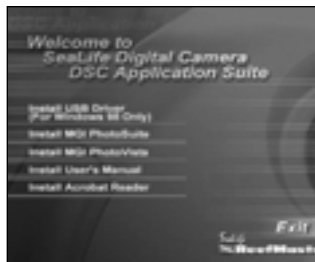 Welcome to
SeaLife Digital Camera
DSC Application Suite
Install USB Driver
(For Windows 98 Only)
Install MGI PhotoSuite
Install MGI PhotoVista
Install User's Manual
Install Acrobat Reader
Exit
ReefMaster